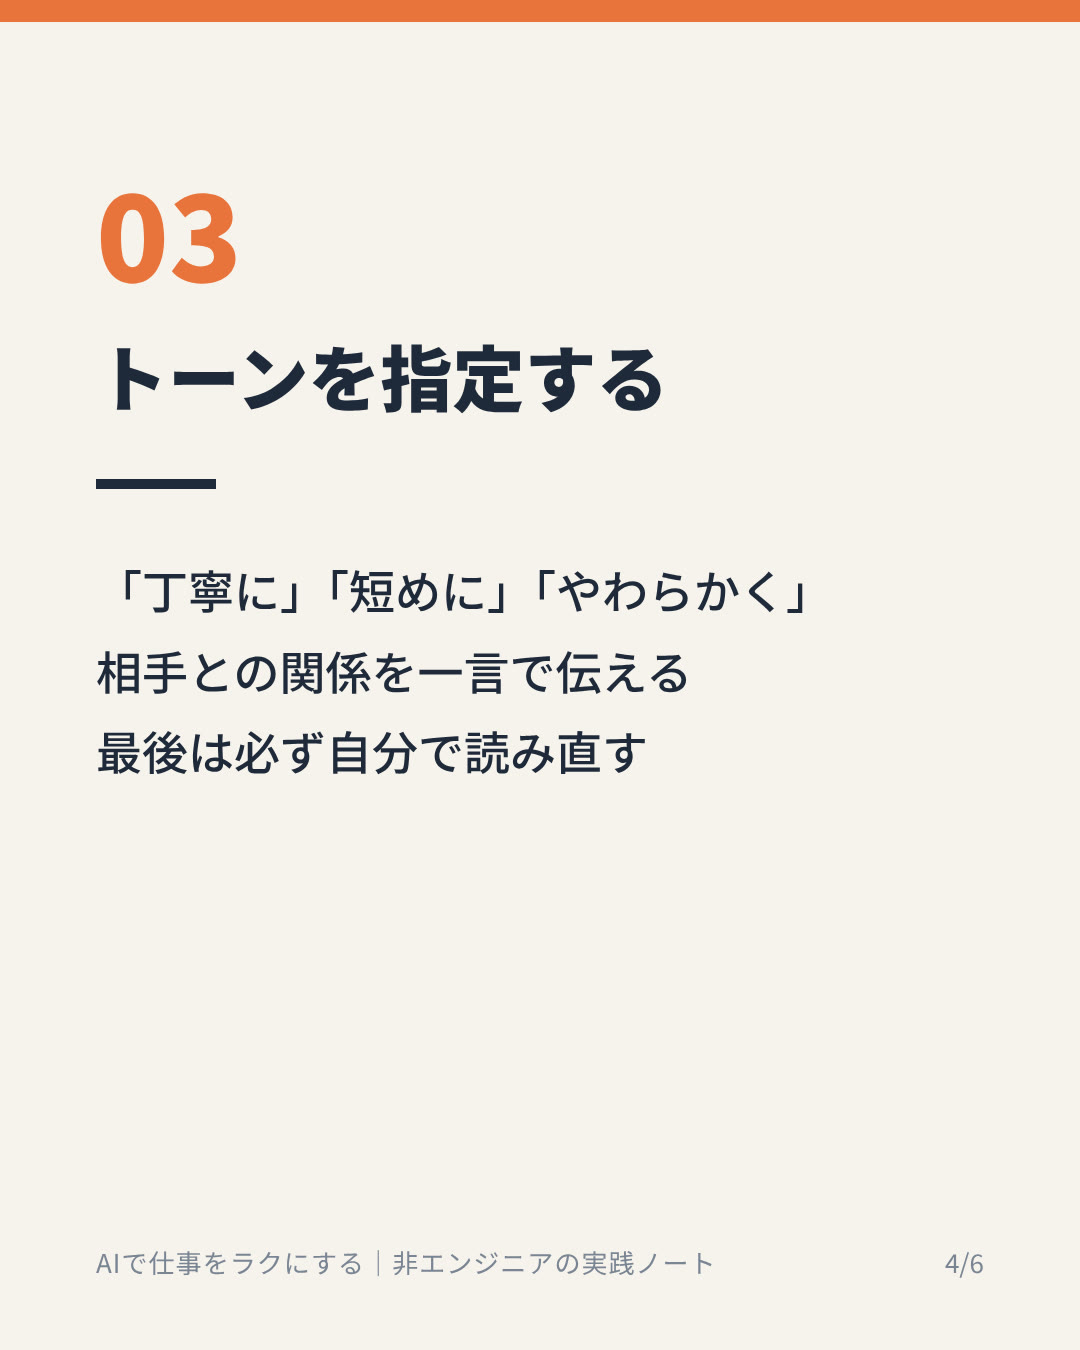 03
トーンを指定する
「丁寧に」「短めに」「やわらかく」
相手との関係を一言で伝える
最後は必ず自分で読み直す
AIで仕事をラクにする｜非エンジニアの実践ノート
4/6